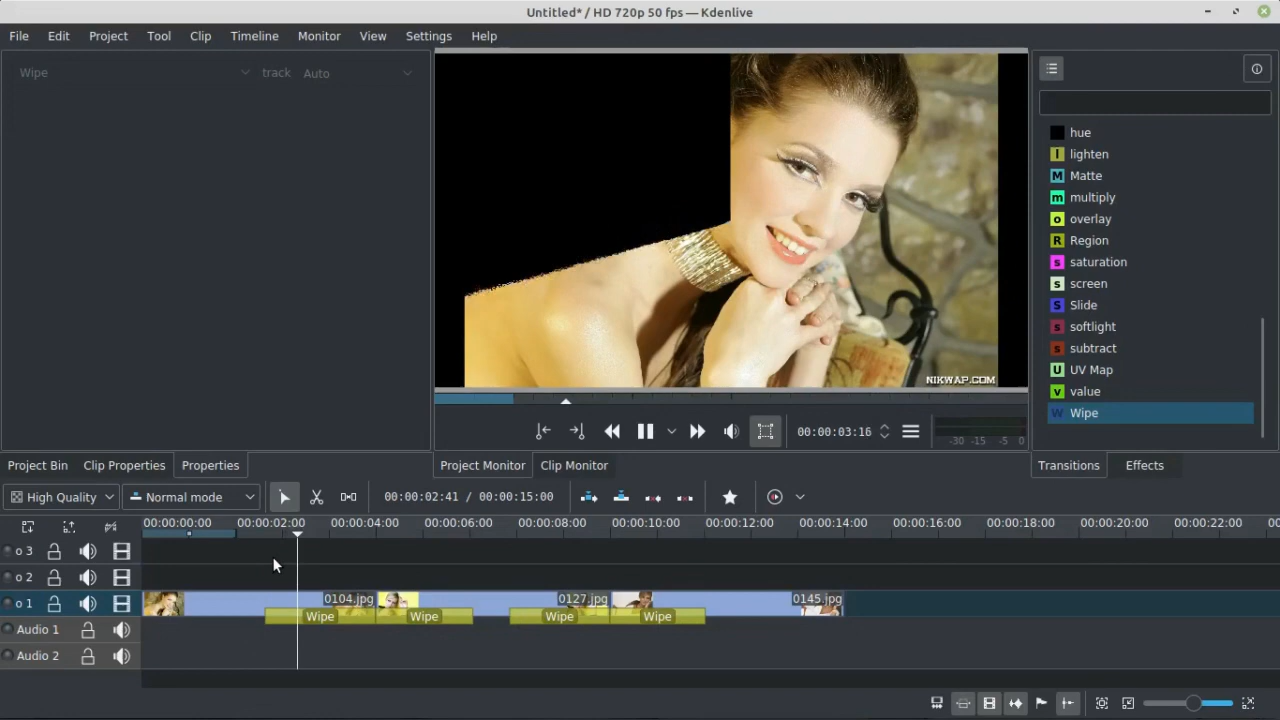 Untitled* / HD 720p 50 fps — Kdenlive
File Edit Project Tool Clip Timeline Monitor View Settings Help
Wipe track Auto
hue
l lighten
M Matte
m multiply
o overlay
R Region
s saturation
s screen
S Slide
s softlight
s subtract
U UV Map
v value
W Wipe
NIKWAP.COM
00:00:03:16
-30 -15 -5 0
Project Bin Clip Properties Properties
Project Monitor Clip Monitor
Transitions Effects
High Quality Normal mode 00:00:02:41 / 00:00:15:00
00:00:00:00 00:00:02:00 00:00:04:00 00:00:06:00 00:00:08:00 00:00:10:00 00:00:12:00 00:00:14:00 00:00:16:00 00:00:18:00 00:00:20:00 00:00:22:00 00:0
o 3
o 2
o 1 0104.jpg 0127.jpg 0145.jpg
Wipe Wipe Wipe Wipe
Audio 1
Audio 2